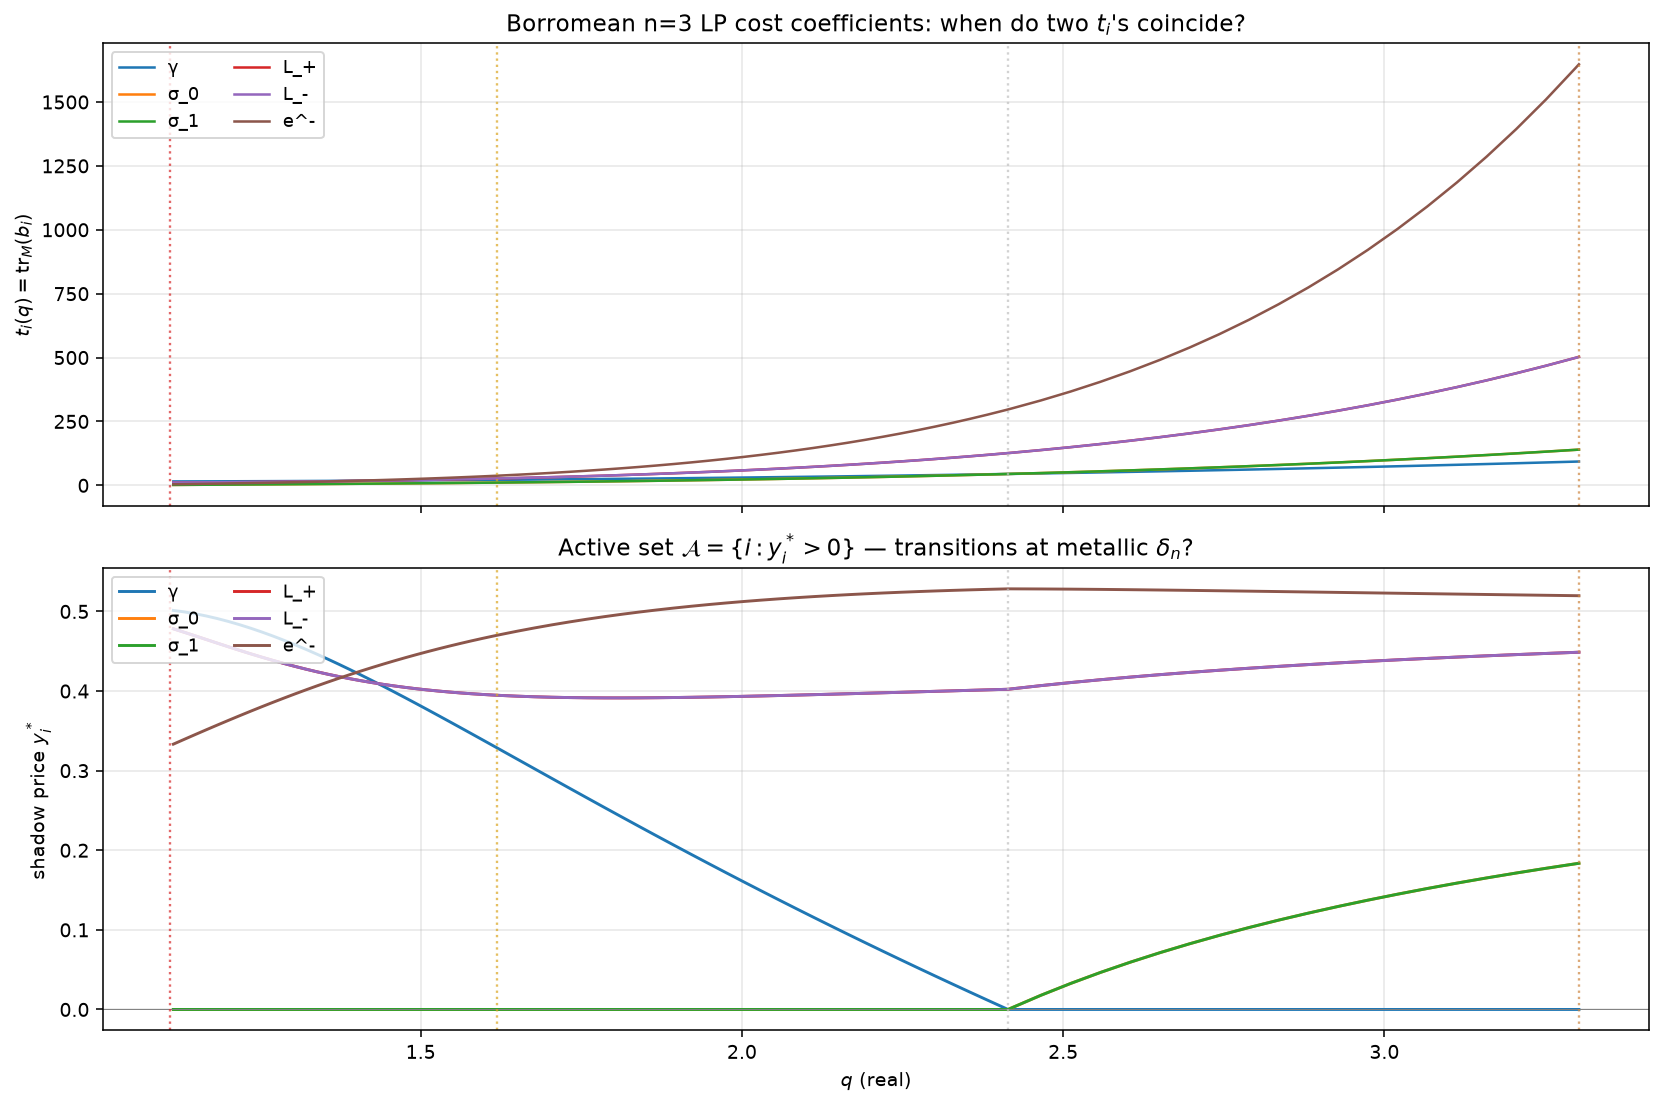 Borromean n=3 LP cost coefficients: when do two $t_i$'s coincide?
γ L_+
σ_0 L_-
σ_1 e^-
1500
1250
1000
750
500
250
0
$t_i(q) = \mathrm{tr}_M(b_i)$
Active set $\mathcal{A} = \{i : y_i^* > 0\}$ — transitions at metallic $\delta_n$?
γ L_+
σ_0 L_-
σ_1 e^-
0.5
0.4
0.3
0.2
0.1
0.0
shadow price $y_i^*$
1.5 2.0 2.5 3.0
$q$ (real)